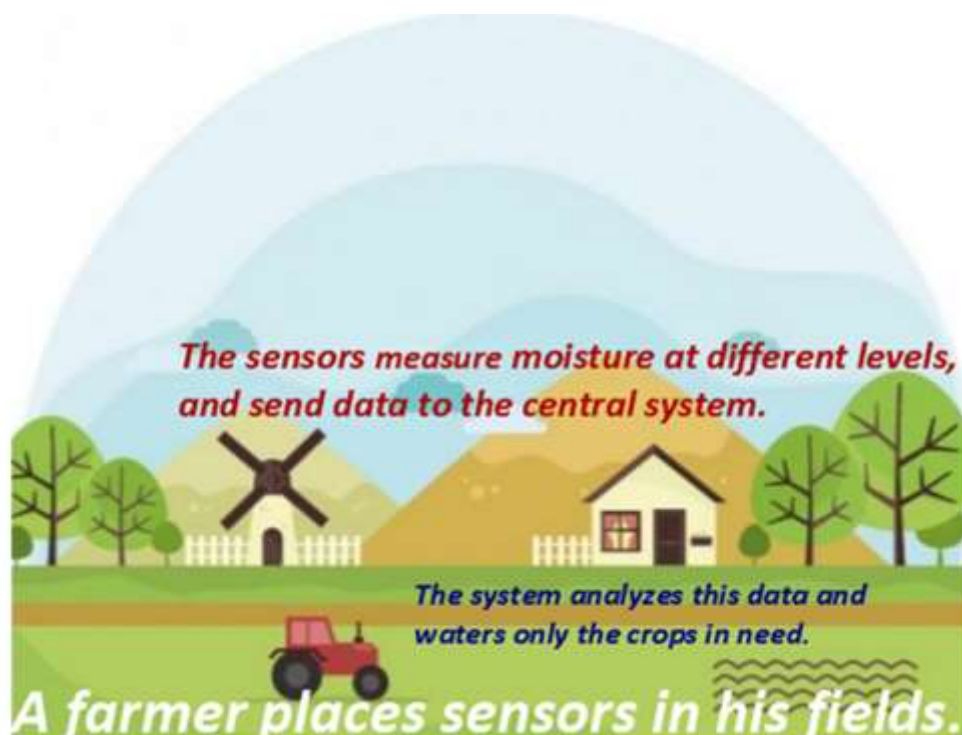 The sensors measure moisture at different levels,
and send data to the central system.
The system analyzes this data and
waters only the crops in need.
A farmer places sensors in his fields.